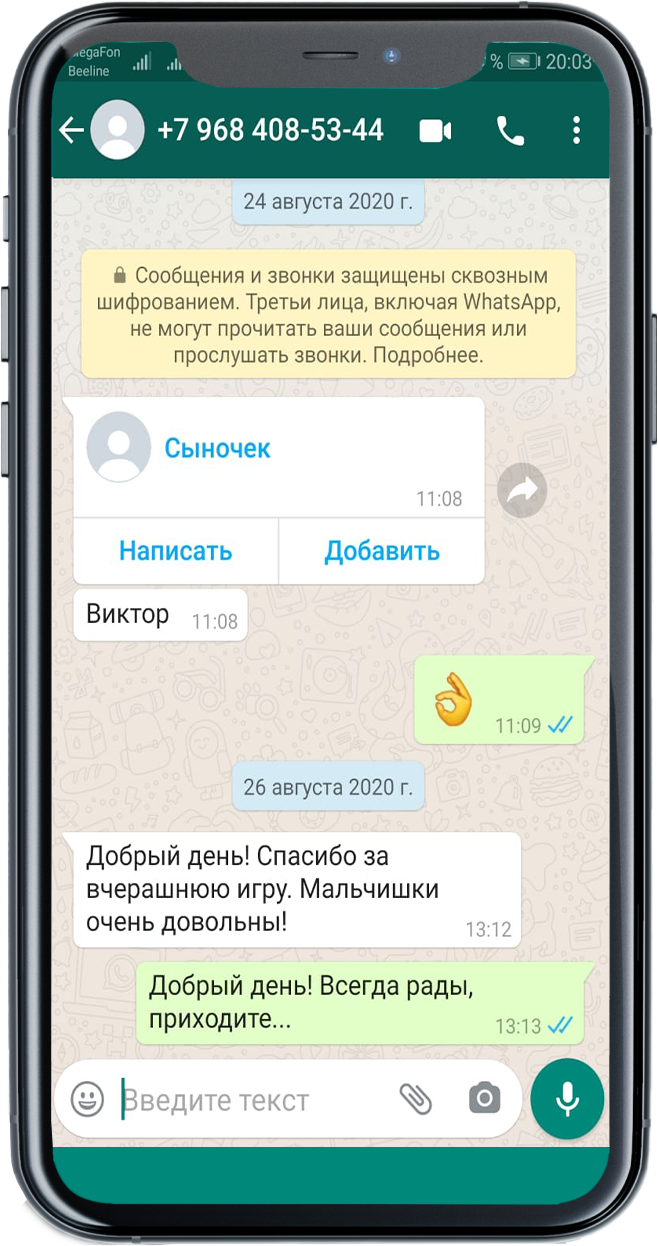 egaFon
Beeline
% 20:03
+7 968 408-53-44
24 августа 2020 г.
Сообщения и звонки защищены сквозным
шифрованием. Третьи лица, включая WhatsApp,
не могут прочитать ваши сообщения или
прослушать звонки. Подробнее.
Сыночек
11:08
Написать Добавить
Виктор 11:08
👌
11:09
26 августа 2020 г.
Добрый день! Спасибо за
вчерашнюю игру. Мальчишки
очень довольны!
13:12
Добрый день! Всегда рады,
приходите...
13:13
Введите текст